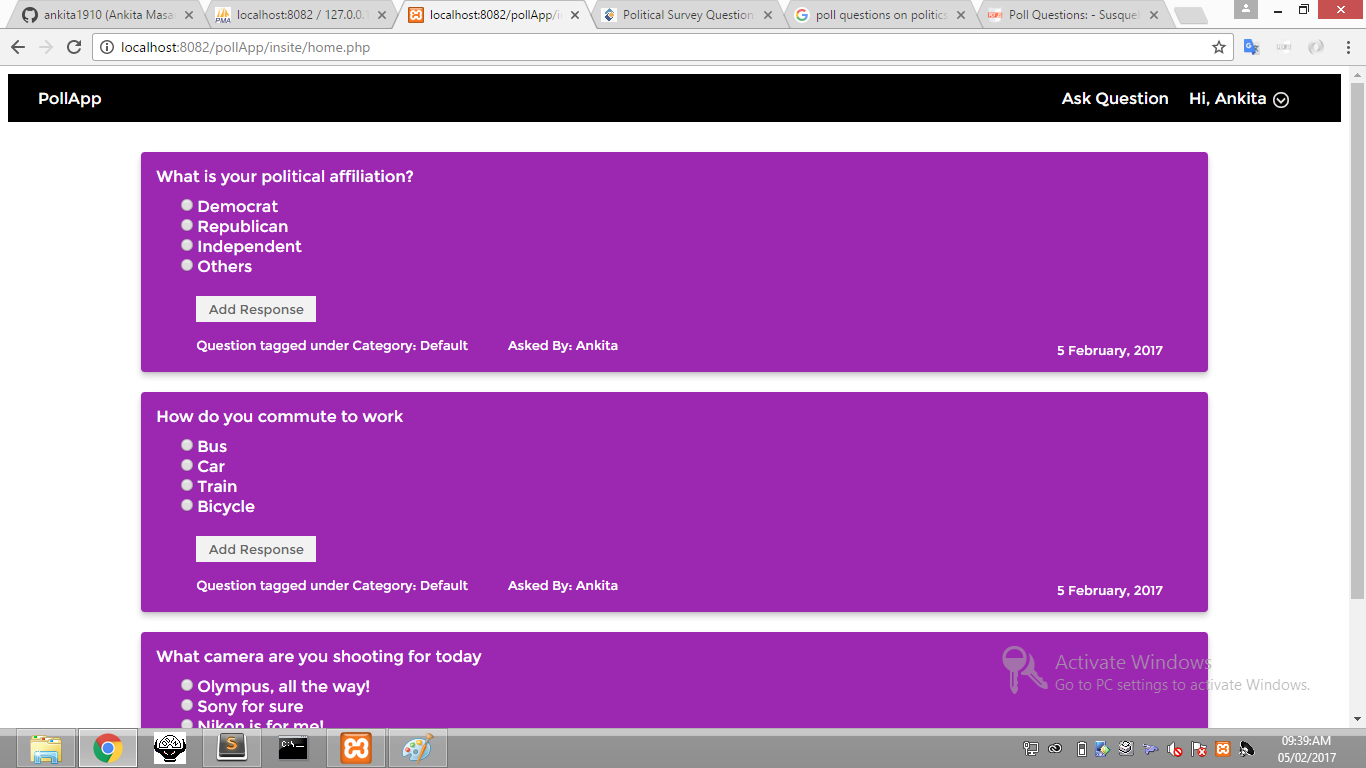 ankita1910 (Ankita Masa
localhost:8082 / 127.0.0.1
localhost:8082/pollApp/in
Political Survey Question
poll questions on politics
Poll Questions: - Susque
localhost:8082/pollApp/insite/home.php
PollApp
Ask Question
Hi, Ankita
What is your political affiliation?
Democrat
Republican
Independent
Others
Add Response
Question tagged under Category: Default
Asked By: Ankita
5 February, 2017
How do you commute to work
Bus
Car
Train
Bicycle
Add Response
Question tagged under Category: Default
Asked By: Ankita
5 February, 2017
What camera are you shooting for today
Olympus, all the way!
Sony for sure
Nikon is for me!
Activate Windows
Go to PC settings to activate Windows.
09:39:AM
05/02/2017